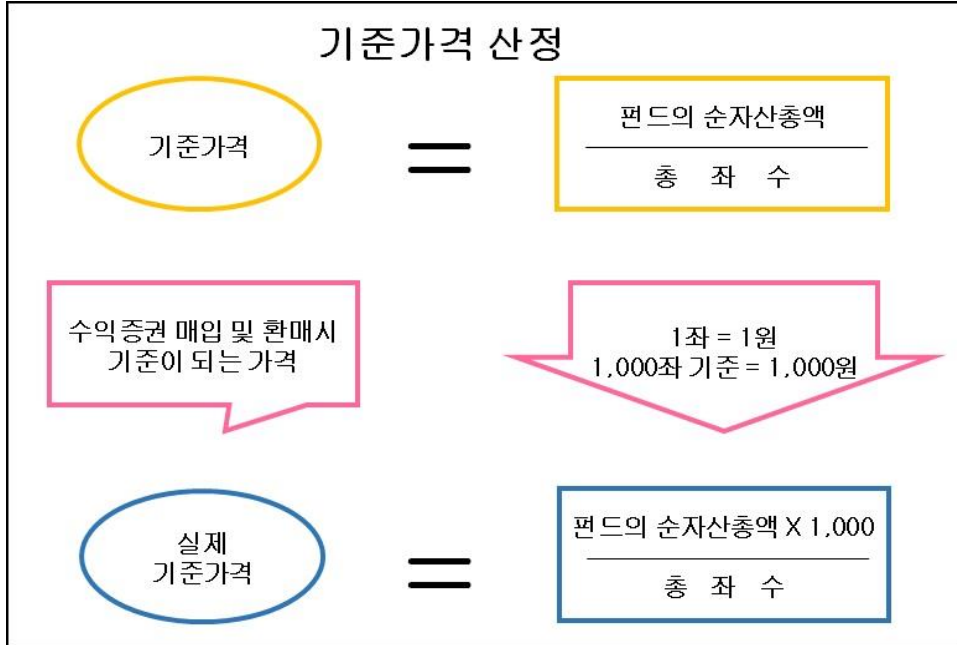 기준가격 산정
기준가격
=
펀드의 순자산총액
총 좌 수
수익증권 매입 및 환매시
기준이 되는 가격
1좌 = 1원
1,000좌 기준 = 1,000원
실제
기준가격
=
펀드의 순자산총액 X 1,000
총 좌 수